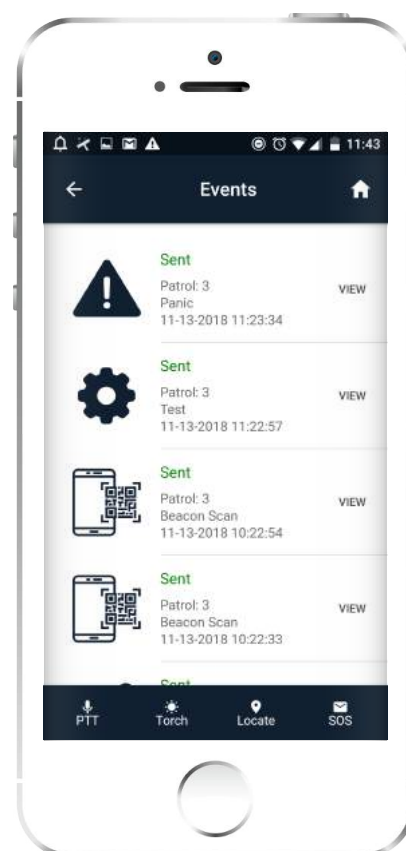 11:43
Events
Sent
Patrol: 3
Panic
11-13-2018 11:23:34
VIEW
Sent
Patrol: 3
Test
11-13-2018 11:22:57
VIEW
Sent
Patrol: 3
Beacon Scan
11-13-2018 10:22:54
VIEW
Sent
Patrol: 3
Beacon Scan
11-13-2018 10:22:33
VIEW
Sent
PTT
Torch
Locate
SOS